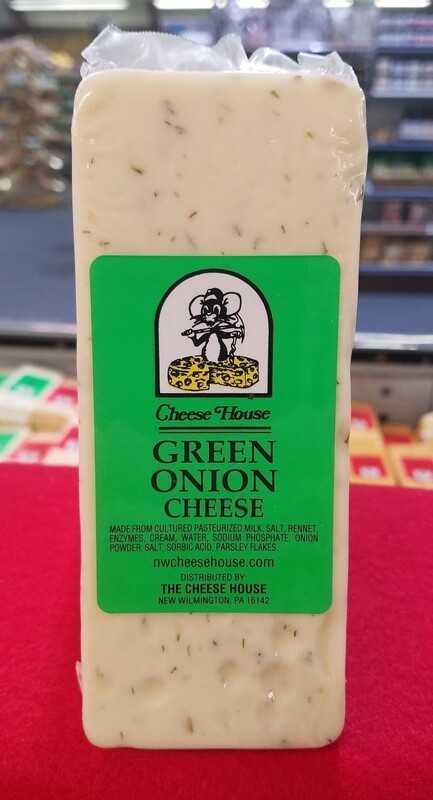 Cheese House
GREEN
ONION
CHEESE
MADE FROM CULTURED PASTEURIZED MILK, SALT, RENNET,
ENZYMES, CREAM, WATER, SODIUM PHOSPHATE, ONION
POWDER, SALT, SORBIC ACID, PARSLEY FLAKES
nwcheesehouse.com
DISTRIBUTED BY:
THE CHEESE HOUSE
NEW WILMINGTON, PA 16142